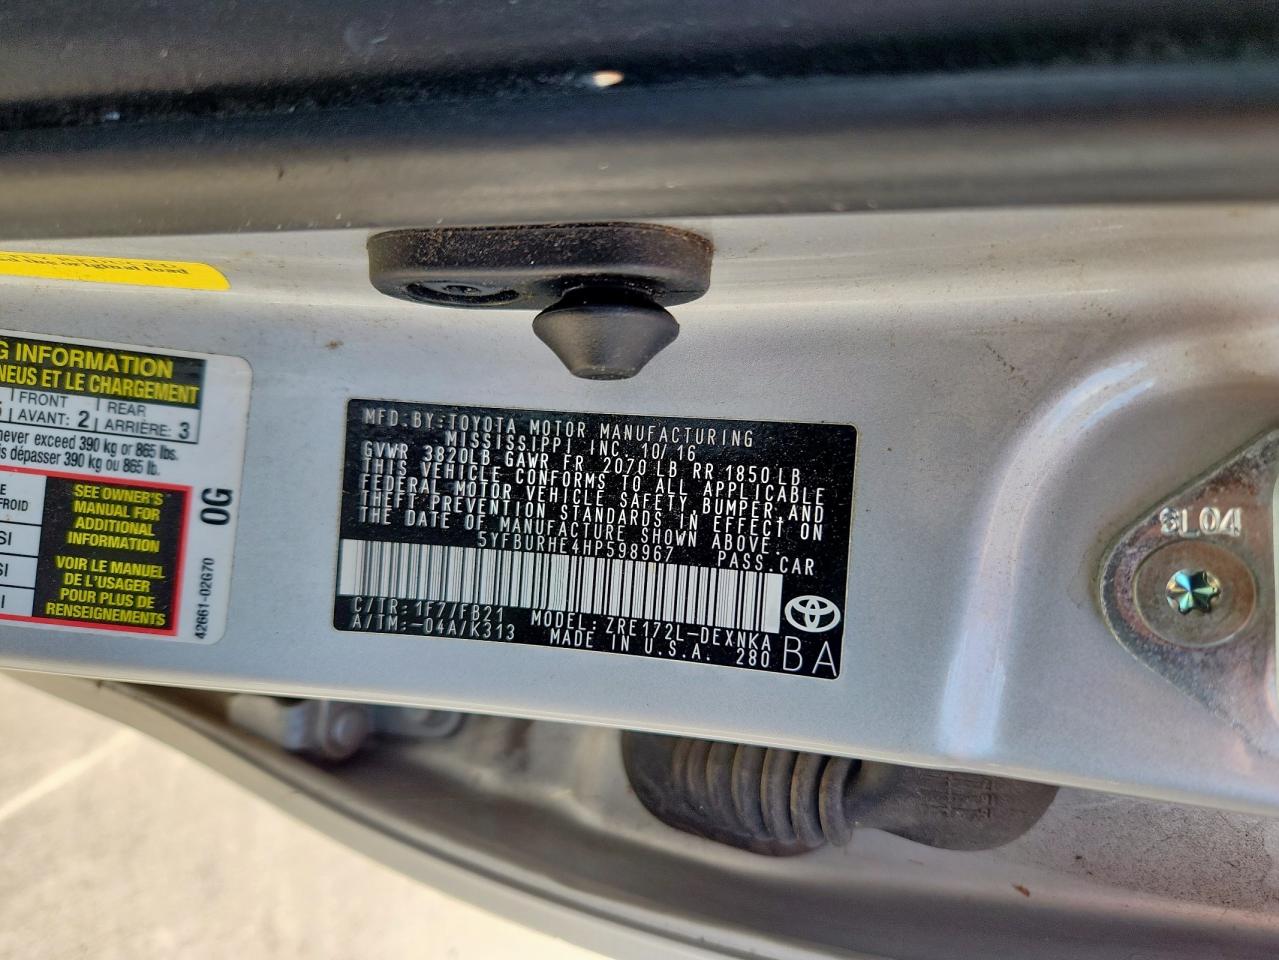 G INFORMATION
NEUS ET LE CHARGEMENT
FRONT REAR
AVANT: 2 ARRIÈRE: 3
never exceed 390 kg or 865 lbs.
is dépasser 390 kg ou 865 lb.
FROID
SEE OWNER'S
MANUAL FOR
ADDITIONAL
INFORMATION
VOIR LE MANUEL
DE L'USAGER
POUR PLUS DE
RENSEIGNEMENTS
0G
42661-02G70
MFD. BY: TOYOTA MOTOR MANUFACTURING
MISSISSIPPI, INC. 10/16
GVWR 3820LB GAWR FR 2070 LB RR 1850 LB
THIS VEHICLE CONFORMS TO ALL APPLICABLE
FEDERAL MOTOR VEHICLE SAFETY, BUMPER, AND
THEFT PREVENTION STANDARDS IN EFFECT ON
THE DATE OF MANUFACTURE SHOWN ABOVE.
5YFBURHE4HP598967 PASS. CAR
C/TR: 1F7/FB21 MODEL: ZRE172L-DEXNKA
A/TM: -04A/K313 MADE IN U.S.A. 280
BA
SL04